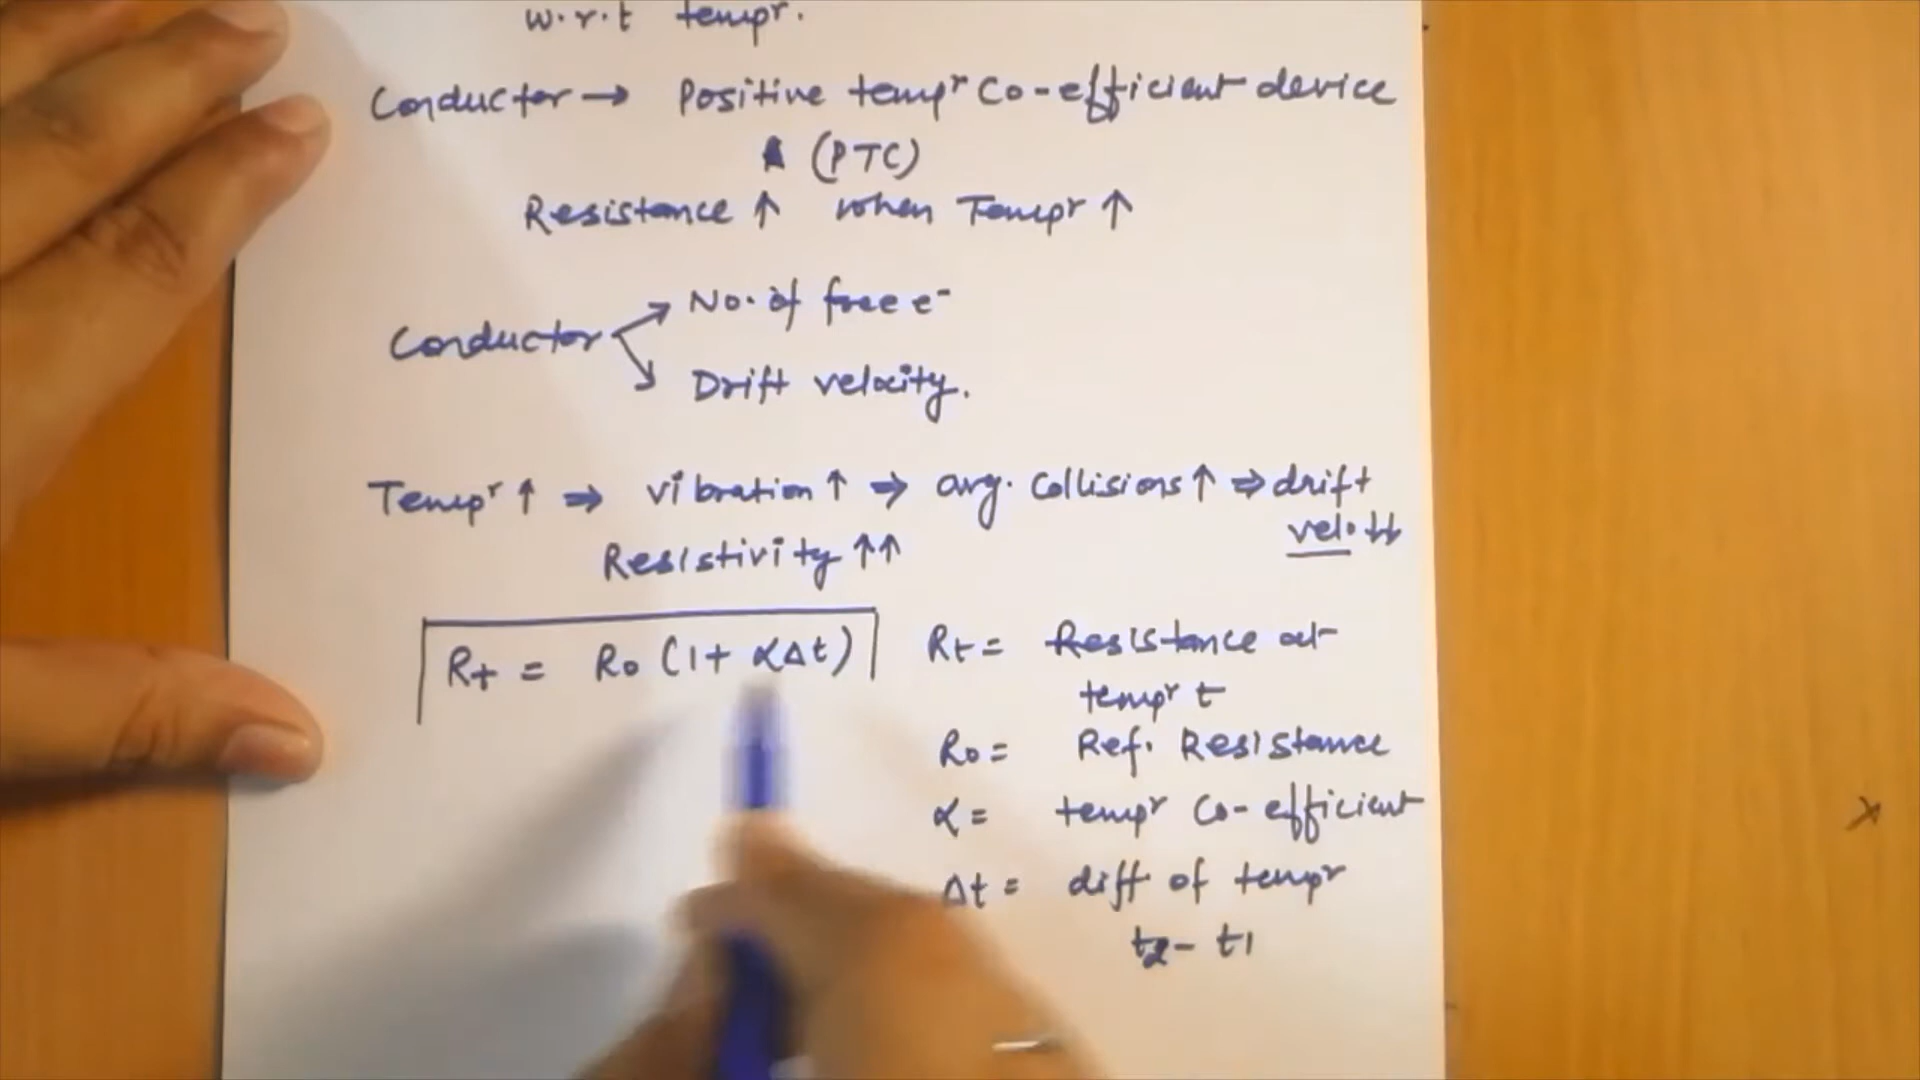 w.r.t tempr.
Conductor → Positive tempr Co-efficient device
(PTC)
Resistance ↑ when Tempr ↑
Conductor
No. of free e-
Drift velocity.
Tempr ↑ ⇒ vibration ↑ ⇒ avg. Collisions ↑ ⇒ drift
vel. ↓↓
Resistivity ↑↑
Rt = Ro (1+ αΔt)
Rt = Resistance at
tempr t
Ro = Ref. Resistance
α = tempr Co-efficient
Δt = diff of tempr
t2 - t1